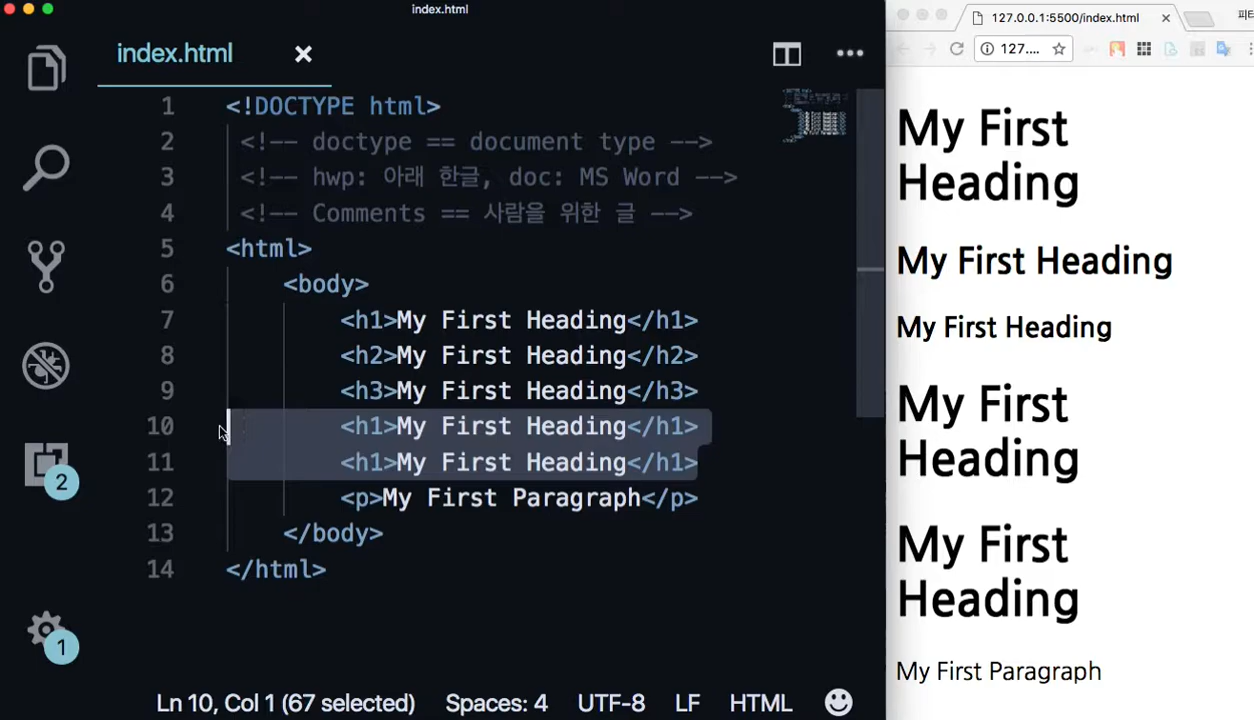 index.html
index.html
1 <!DOCTYPE html>
2 <!-- doctype == document type -->
3 <!-- hwp: 아래 한글, doc: MS Word -->
4 <!-- Comments == 사람을 위한 글 -->
5 <html>
6 <body>
7 <h1>My First Heading</h1>
8 <h2>My First Heading</h2>
9 <h3>My First Heading</h3>
10 <h1>My First Heading</h1>
11 <h1>My First Heading</h1>
12 <p>My First Paragraph</p>
13 </body>
14 </html>
2
1
Ln 10, Col 1 (67 selected) Spaces: 4 UTF-8 LF HTML
127.0.0.1:5500/index.html
피터
127....
My First
Heading
My First Heading
My First Heading
My First
Heading
My First
Heading
My First Paragraph